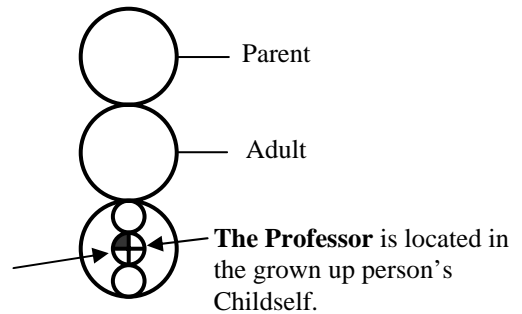 Parent
Adult
The Professor is located in
the grown up person’s
Childself.